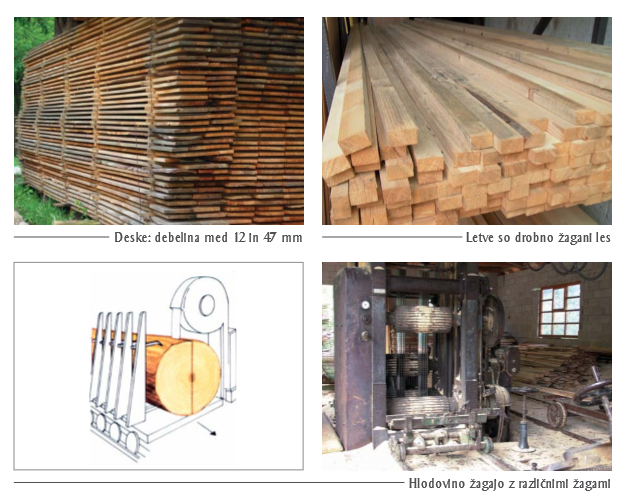 Deske: debelina med 12 in 47 mm
Letve so drobno žagani les
Hlodovino žagajo z različnimi žagami